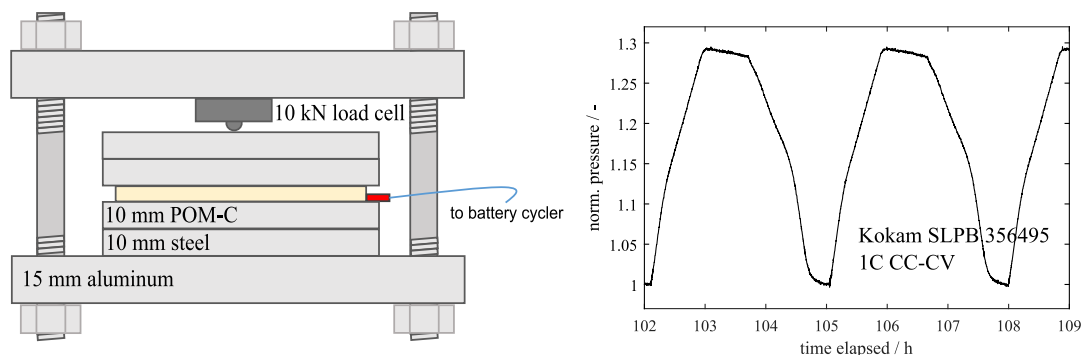 10 kN load cell
to battery cycler
10 mm POM-C
10 mm steel
15 mm aluminum
norm. pressure / -
1.3
1.25
1.2
1.15
1.1
1.05
1
Kokam SLPB 356495
1C CC-CV
102 103 104 105 106 107 108 109
time elapsed / h